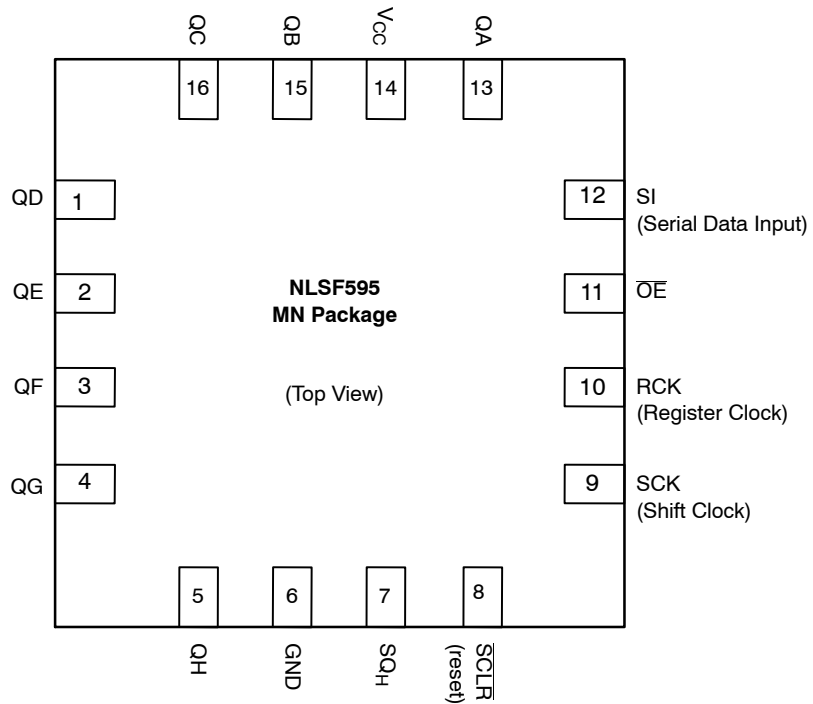 QC
QB
VCC
QA
16
15
14
13
QD
1
12
SI
(Serial Data Input)
QE
2
11
OE
NLSF595
MN Package
QF
3
(Top View)
10
RCK
(Register Clock)
QG
4
9
SCK
(Shift Clock)
5
6
7
8
QH
GND
SQH
SCLR
(reset)